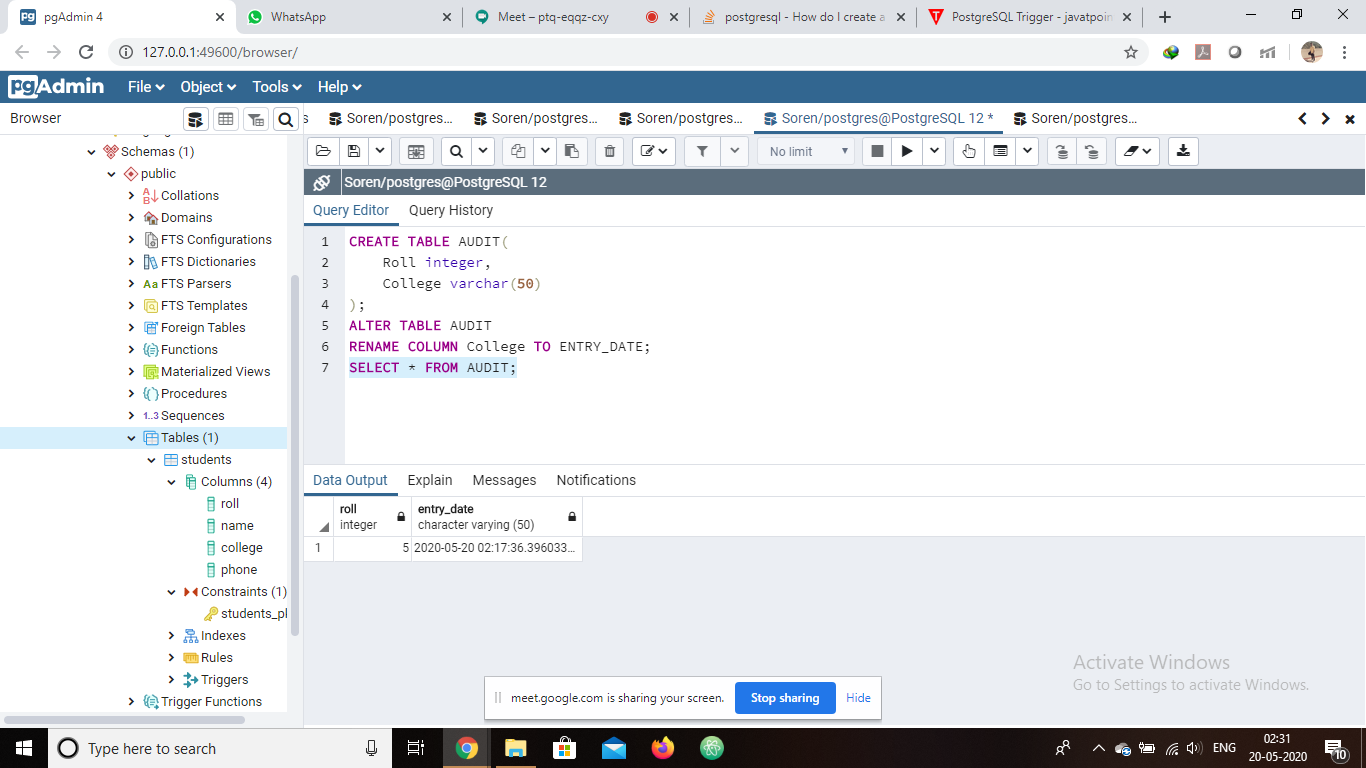 pgAdmin 4
WhatsApp
Meet – ptq-eqqz-cxy
postgresql - How do I create a
PostgreSQL Trigger - javatpoin
127.0.0.1:49600/browser/
pgAdmin File Object Tools Help
Browser
Soren/postgres...
Soren/postgres...
Soren/postgres...
Soren/postgres@PostgreSQL 12 *
Soren/postgres...
Schemas (1)
public
Collations
Domains
FTS Configurations
FTS Dictionaries
FTS Parsers
FTS Templates
Foreign Tables
Functions
Materialized Views
Procedures
1..3 Sequences
Tables (1)
students
Columns (4)
roll
name
college
phone
Constraints (1)
students_pl
Indexes
Rules
Triggers
Trigger Functions
No limit
Soren/postgres@PostgreSQL 12
Query Editor Query History
1 CREATE TABLE AUDIT(
2 Roll integer,
3 College varchar(50)
4 );
5 ALTER TABLE AUDIT
6 RENAME COLUMN College TO ENTRY_DATE;
7 SELECT * FROM AUDIT;
Data Output Explain Messages Notifications
roll
integer
entry_date
character varying (50)
1 5 2020-05-20 02:17:36.396033...
Activate Windows
Go to Settings to activate Windows.
meet.google.com is sharing your screen. Stop sharing Hide
Type here to search
ENG
02:31
20-05-2020
10